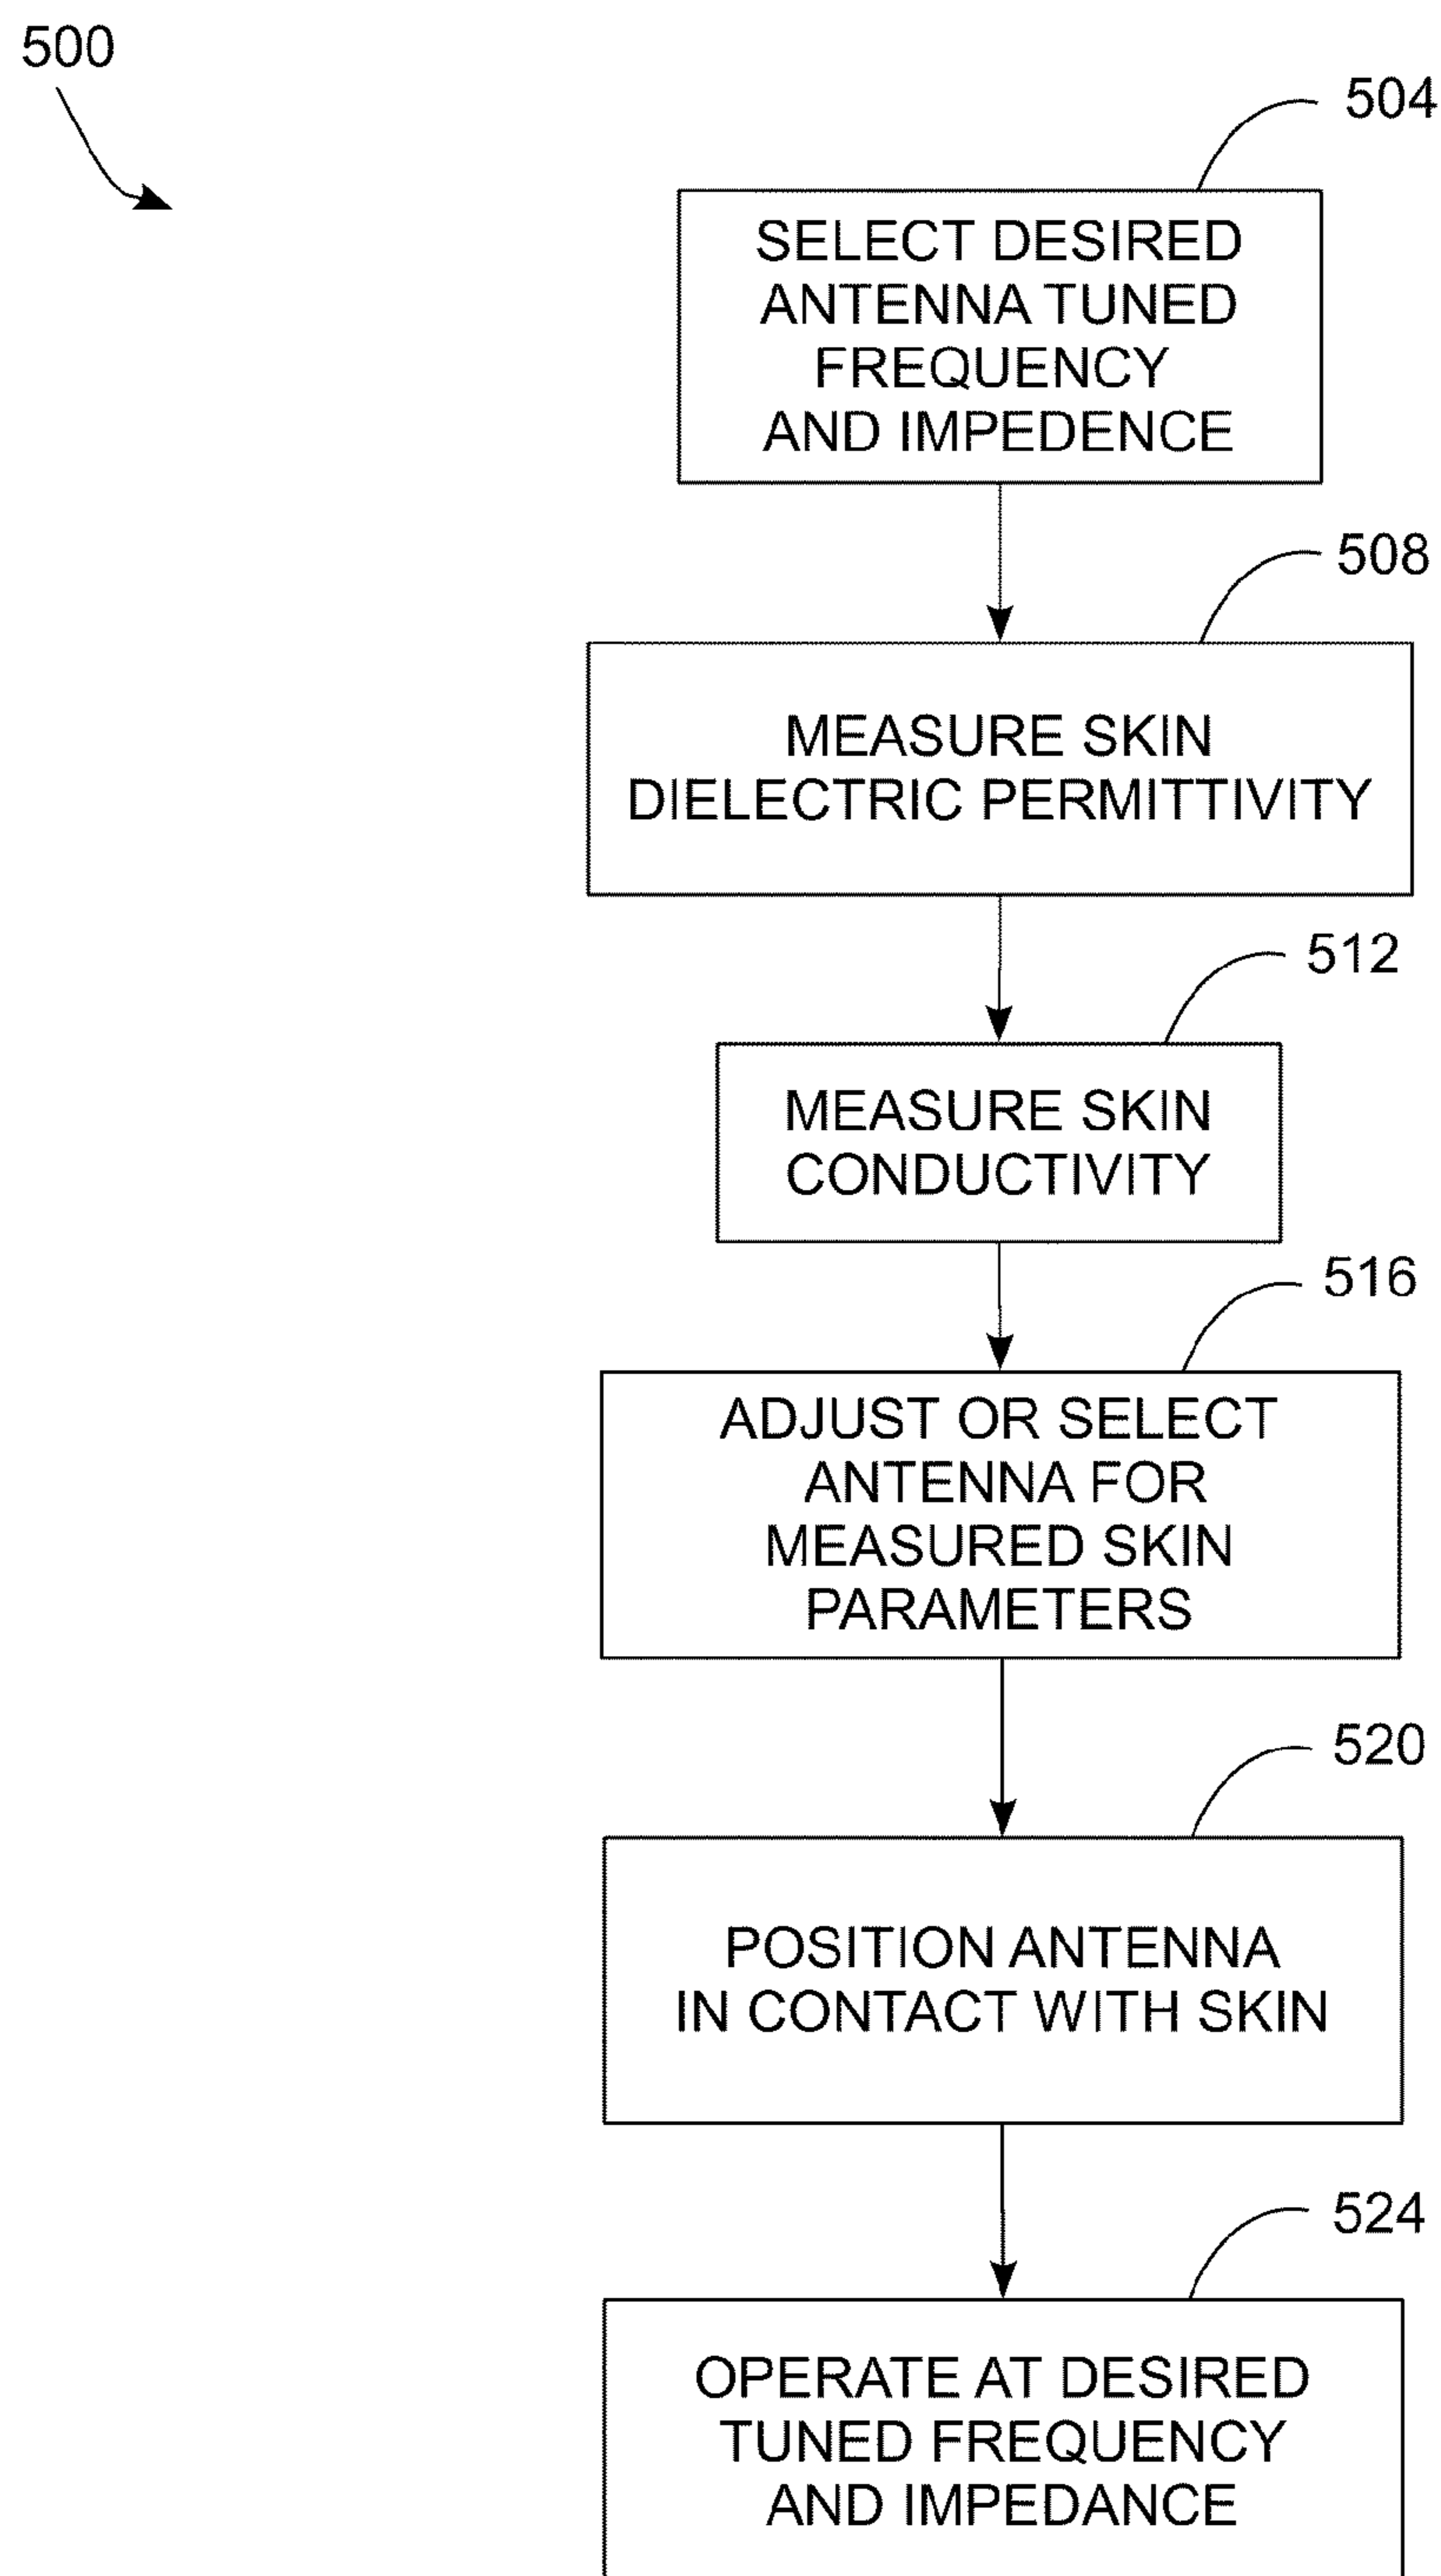 500
504
SELECT DESIRED
ANTENNA TUNED
FREQUENCY
AND IMPEDENCE
508
MEASURE SKIN
DIELECTRIC PERMITTIVITY
512
MEASURE SKIN
CONDUCTIVITY
516
ADJUST OR SELECT
ANTENNA FOR
MEASURED SKIN
PARAMETERS
520
POSITION ANTENNA
IN CONTACT WITH SKIN
524
OPERATE AT DESIRED
TUNED FREQUENCY
AND IMPEDANCE